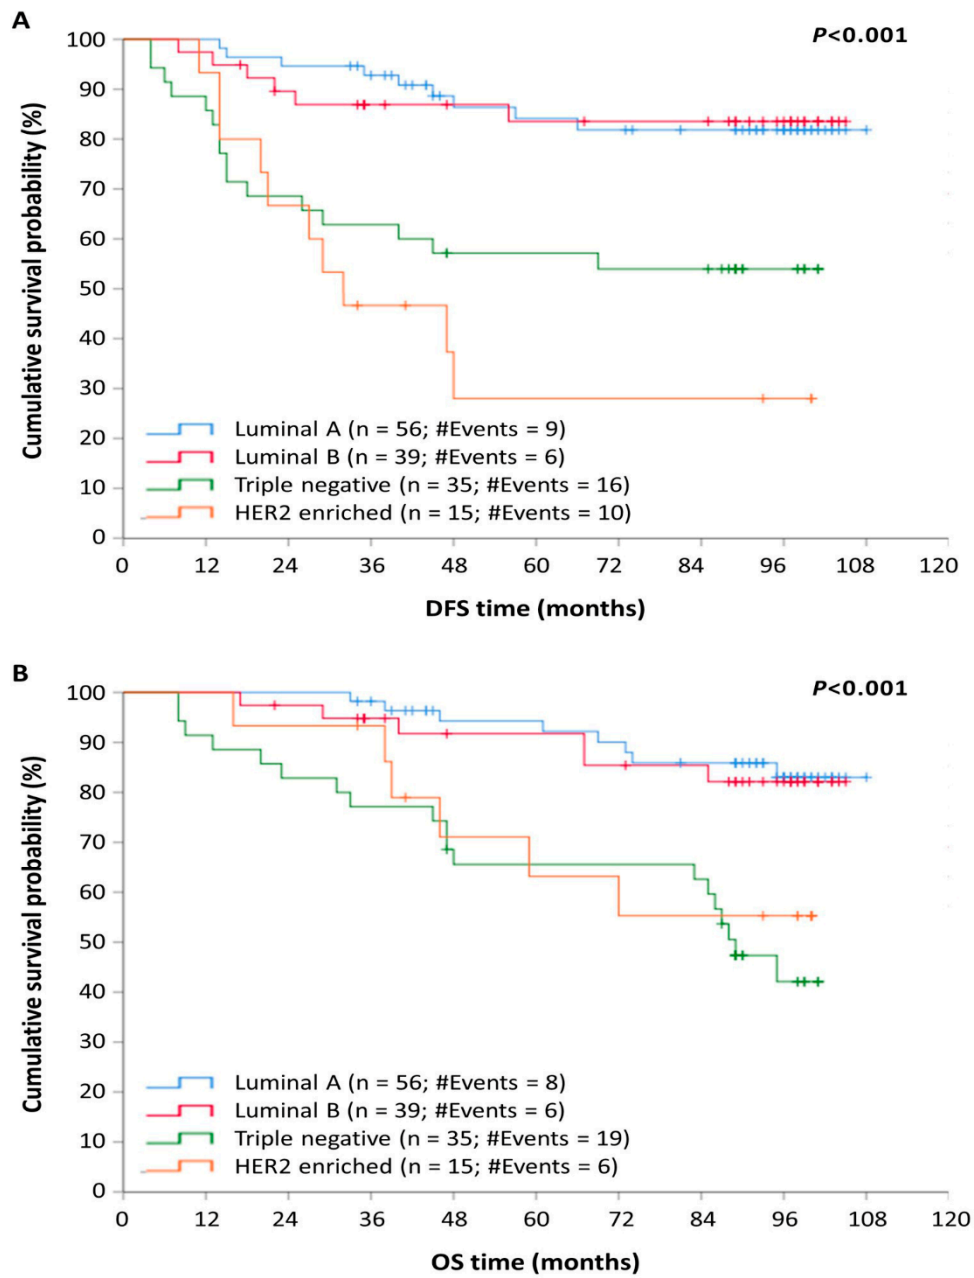 A
P<0.001
Cumulative survival probability (%)
100
90
80
70
60
50
40
30
20
10
0
Luminal A (n = 56; #Events = 9)
Luminal B (n = 39; #Events = 6)
Triple negative (n = 35; #Events = 16)
HER2 enriched (n = 15; #Events = 10)
0 12 24 36 48 60 72 84 96 108 120
DFS time (months)
B
P<0.001
Cumulative survival probability (%)
100
90
80
70
60
50
40
30
20
10
0
Luminal A (n = 56; #Events = 8)
Luminal B (n = 39; #Events = 6)
Triple negative (n = 35; #Events = 19)
HER2 enriched (n = 15; #Events = 6)
0 12 24 36 48 60 72 84 96 108 120
OS time (months)